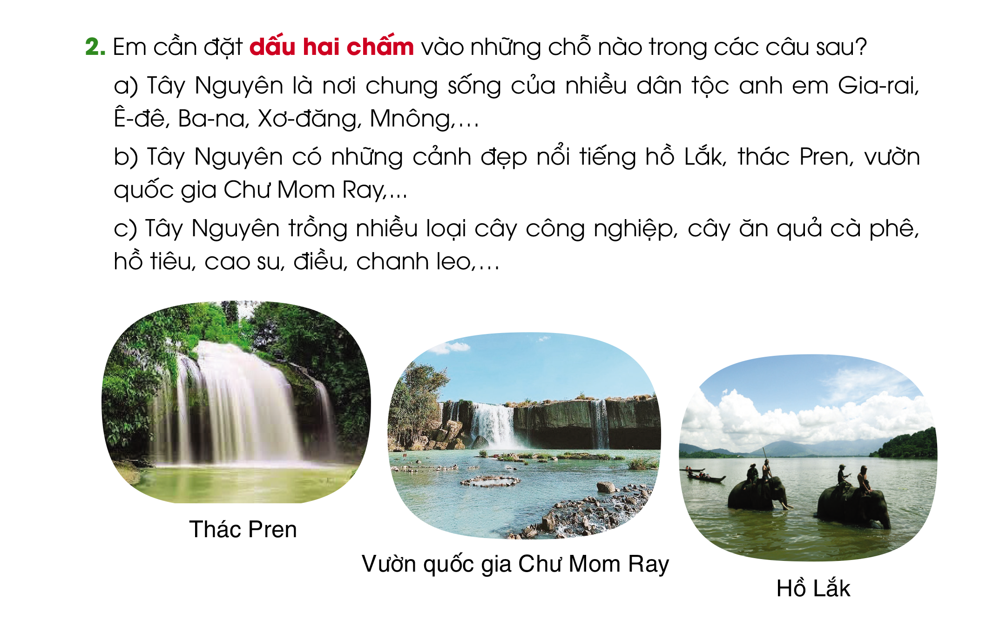 2. Em cần đặt dấu hai chấm vào những chỗ nào trong các câu sau?
a) Tây Nguyên là nơi chung sống của nhiều dân tộc anh em Gia-rai,
Ê-đê, Ba-na, Xơ-đăng, Mnông,…
b) Tây Nguyên có những cảnh đẹp nổi tiếng hồ Lắk, thác Pren, vườn
quốc gia Chư Mom Ray,...
c) Tây Nguyên trồng nhiều loại cây công nghiệp, cây ăn quả cà phê,
hồ tiêu, cao su, điều, chanh leo,…
Thác Pren
Vườn quốc gia Chư Mom Ray
Hồ Lắk